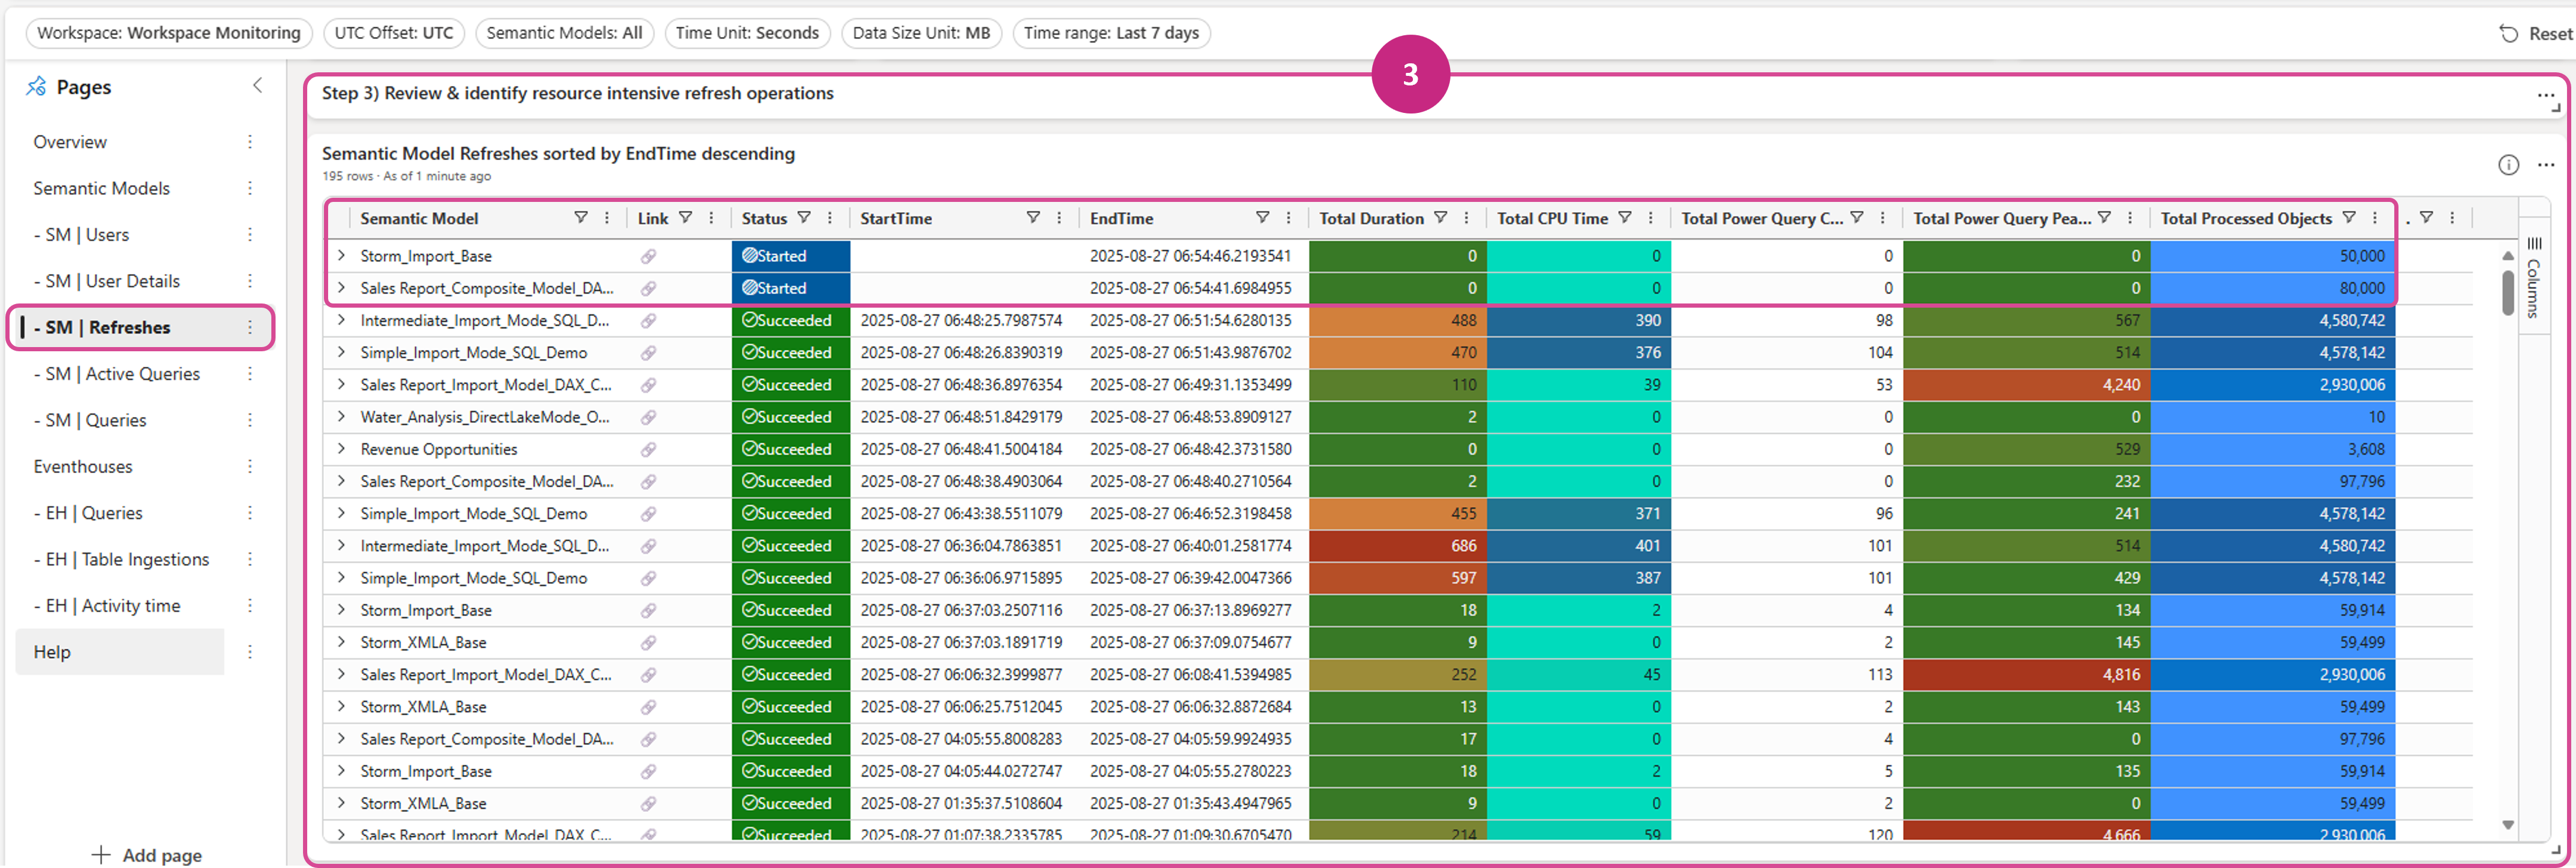 Workspace: Workspace Monitoring UTC Offset: UTC Semantic Models: All Time Unit: Seconds Data Size Unit: MB Time range: Last 7 days Reset
3
Pages
Overview
Semantic Models
- SM | Users
- SM | User Details
- SM | Refreshes
- SM | Active Queries
- SM | Queries
Eventhouses
- EH | Queries
- EH | Table Ingestions
- EH | Activity time
Help
+ Add page
Step 3) Review & identify resource intensive refresh operations
Semantic Model Refreshes sorted by EndTime descending
195 rows · As of 1 minute ago
Semantic Model Link Status StartTime EndTime Total Duration Total CPU Time Total Power Query C... Total Power Query Pea... Total Processed Objects .
Storm_Import_Base Started 2025-08-27 06:54:46.2193541 0 0 0 0 50,000
Sales Report_Composite_Model_DA... Started 2025-08-27 06:54:41.6984955 0 0 0 0 80,000
Intermediate_Import_Mode_SQL_D... Succeeded 2025-08-27 06:48:25.7987574 2025-08-27 06:51:54.6280135 488 390 98 567 4,580,742
Simple_Import_Mode_SQL_Demo Succeeded 2025-08-27 06:48:26.8390319 2025-08-27 06:51:43.9876702 470 376 104 514 4,578,142
Sales Report_Import_Model_DAX_C... Succeeded 2025-08-27 06:48:36.8976354 2025-08-27 06:49:31.1353499 110 39 53 4,240 2,930,006
Water_Analysis_DirectLakeMode_O... Succeeded 2025-08-27 06:48:51.8429179 2025-08-27 06:48:53.8909127 2 0 0 0 10
Revenue Opportunities Succeeded 2025-08-27 06:48:41.5004184 2025-08-27 06:48:42.3731580 0 0 0 529 3,608
Sales Report_Composite_Model_DA... Succeeded 2025-08-27 06:48:38.4903064 2025-08-27 06:48:40.2710564 2 0 0 232 97,796
Simple_Import_Mode_SQL_Demo Succeeded 2025-08-27 06:43:38.5511079 2025-08-27 06:46:52.3198458 455 371 96 241 4,578,142
Intermediate_Import_Mode_SQL_D... Succeeded 2025-08-27 06:36:04.7863851 2025-08-27 06:40:01.2581774 686 401 101 514 4,580,742
Simple_Import_Mode_SQL_Demo Succeeded 2025-08-27 06:36:06.9715895 2025-08-27 06:39:42.0047366 597 387 101 429 4,578,142
Storm_Import_Base Succeeded 2025-08-27 06:37:03.2507116 2025-08-27 06:37:13.8969277 18 2 4 134 59,914
Storm_XMLA_Base Succeeded 2025-08-27 06:37:03.1891719 2025-08-27 06:37:09.0754677 9 0 2 145 59,499
Sales Report_Import_Model_DAX_C... Succeeded 2025-08-27 06:06:32.3999877 2025-08-27 06:08:41.5394985 252 45 113 4,816 2,930,006
Storm_XMLA_Base Succeeded 2025-08-27 06:06:25.7512045 2025-08-27 06:06:32.8872684 13 0 2 143 59,499
Sales Report_Composite_Model_DA... Succeeded 2025-08-27 04:05:55.8008283 2025-08-27 04:05:59.9924935 17 0 4 0 97,796
Storm_Import_Base Succeeded 2025-08-27 04:05:44.0272747 2025-08-27 04:05:55.2780223 18 2 5 135 59,914
Storm_XMLA_Base Succeeded 2025-08-27 01:35:37.5108604 2025-08-27 01:35:43.4947965 9 0 2 0 59,499
Sales Report_Import_Model_DAX_C... Succeeded 2025-08-27 01:07:38.2335785 2025-08-27 01:09:30.6705470 214 59 120 4,666 2,930,006
Columns